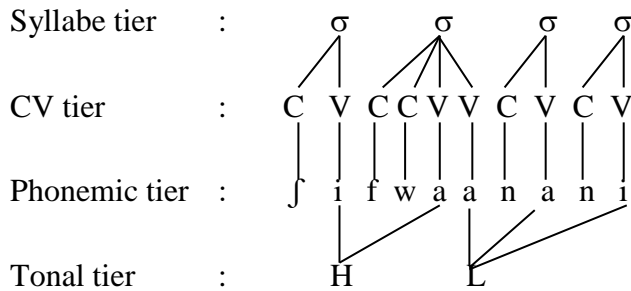 Syllabe tier : σ σ σ σ
CV tier : C V C C V V C V C V
Phonemic tier : ʃ i f w a a n a n i
Tonal tier : H L